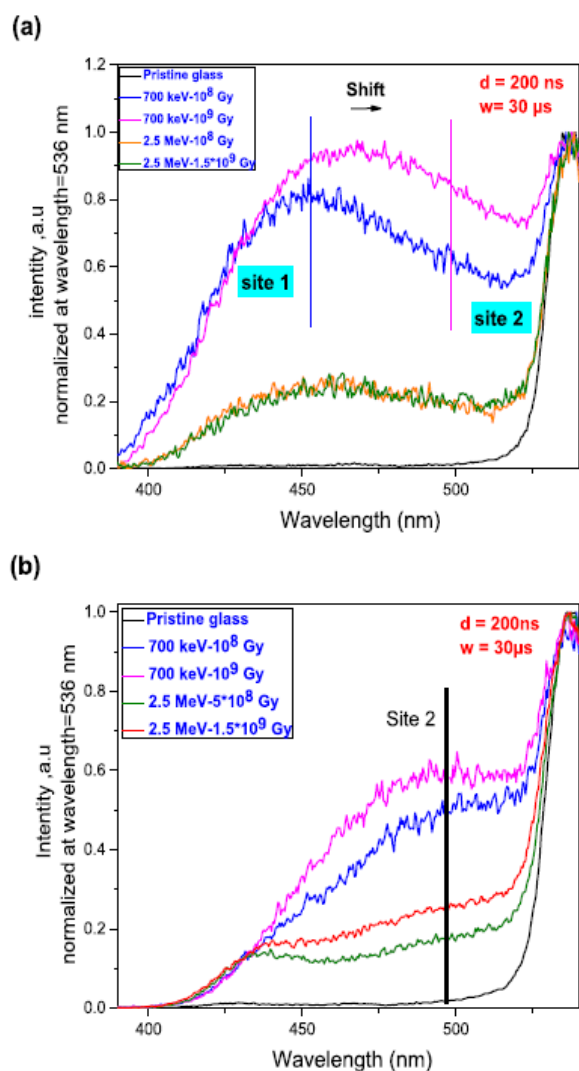 (a)
Pristine glass
700 keV-10⁸ Gy
700 keV-10⁹ Gy
2.5 MeV-10⁸ Gy
2.5 MeV-1.5*10⁹ Gy
Shift
d = 200 ns
w= 30 µs
site 1
site 2
intentity ,a.u
normalized at wavelength=536 nm
1.2
1.0
0.8
0.6
0.4
0.2
0.0
400
450
500
Wavelength (nm)
(b)
Pristine glass
700 keV-10⁸ Gy
700 keV-10⁹ Gy
2.5 MeV-5*10⁸ Gy
2.5 MeV-1.5*10⁹ Gy
d = 200ns
w = 30µs
Site 2
Intentity ,a.u
normalized at wavelength=536 nm
1.0
0.8
0.6
0.4
0.2
0.0
400
450
500
Wavelength (nm)